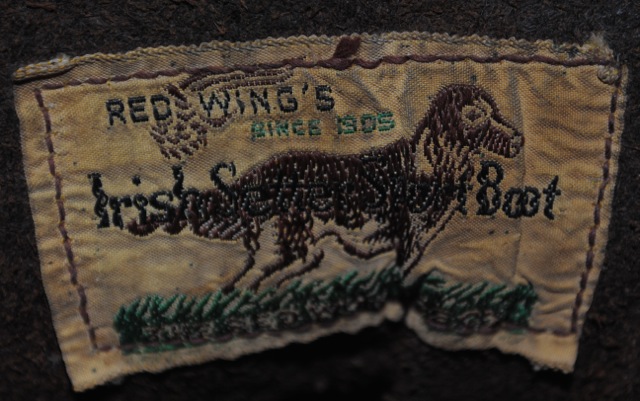 RED WING'S
SINCE 1905
Irish Setter Sport Boot